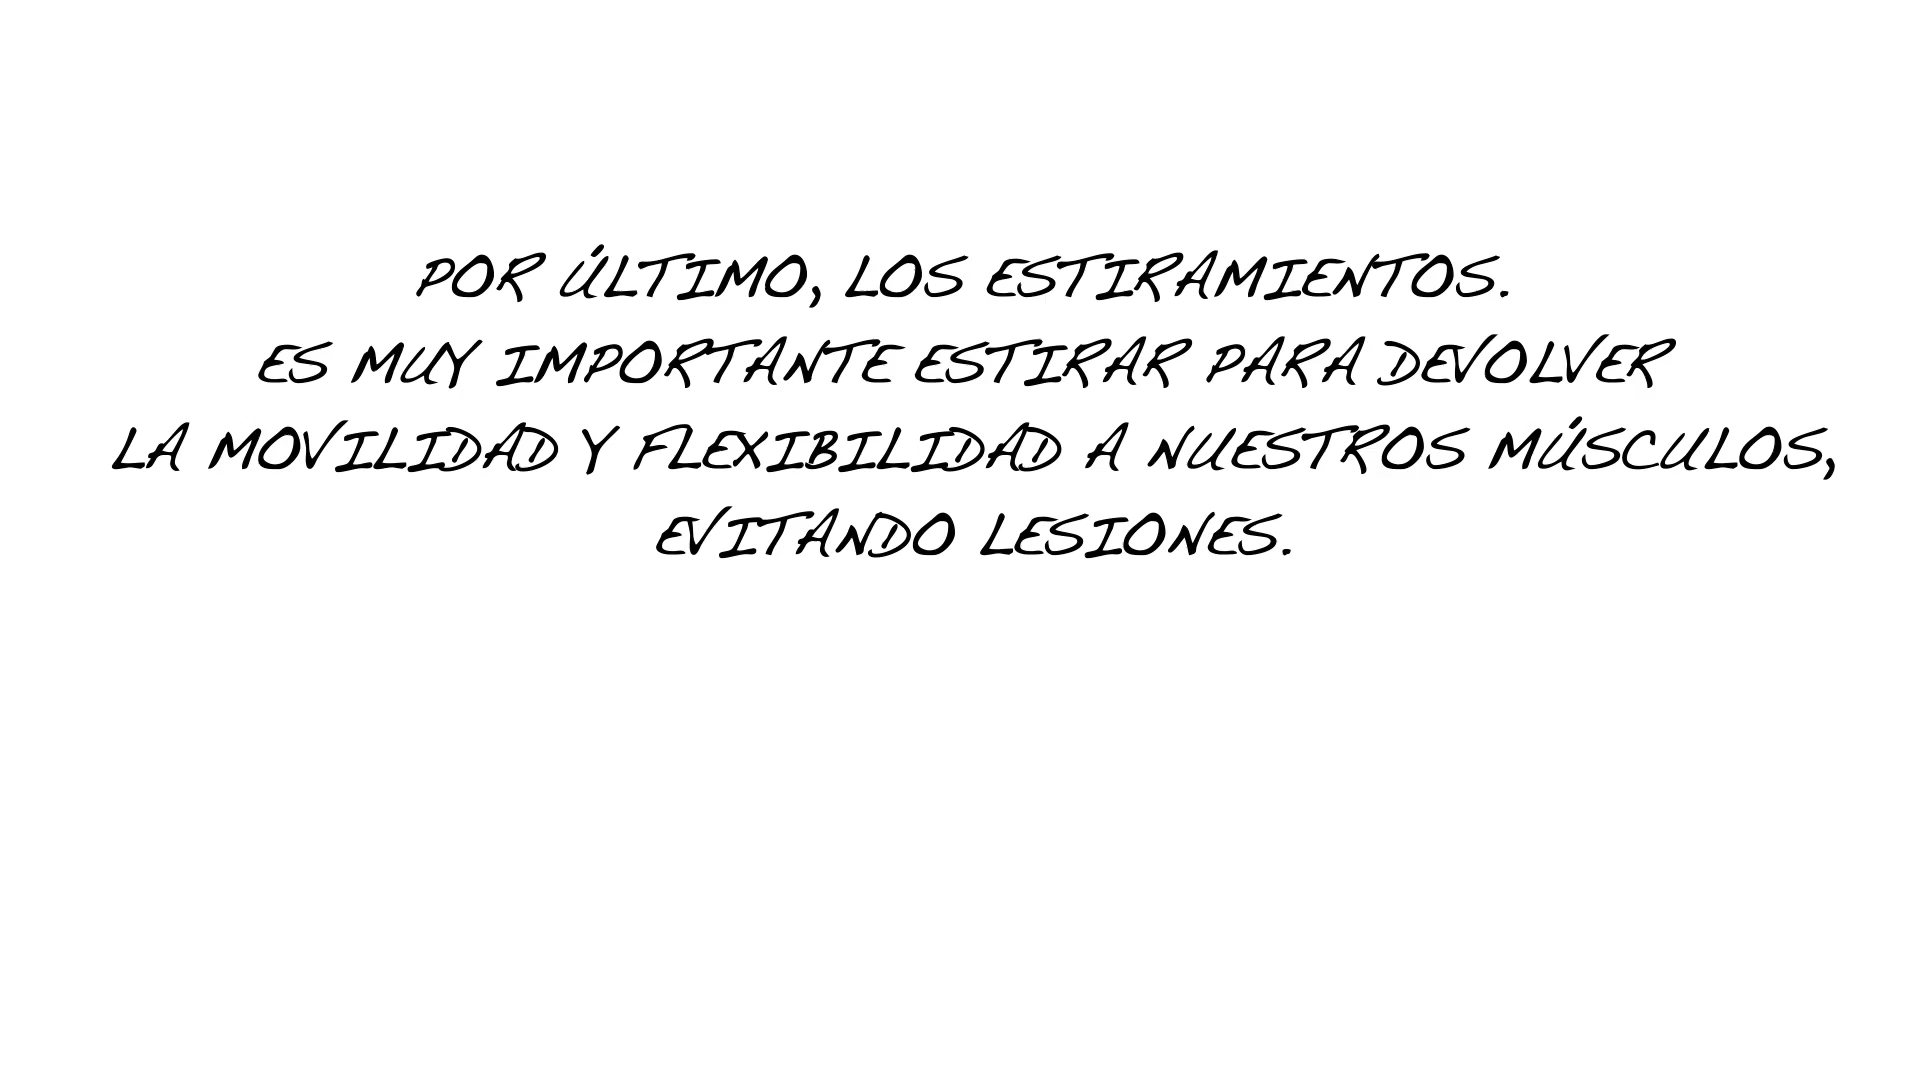 POR ÚLTIMO, LOS ESTIRAMIENTOS.
ES MUY IMPORTANTE ESTIRAR PARA DEVOLVER
LA MOVILIDAD Y FLEXIBILIDAD A NUESTROS MÚSCULOS,
EVITANDO LESIONES.